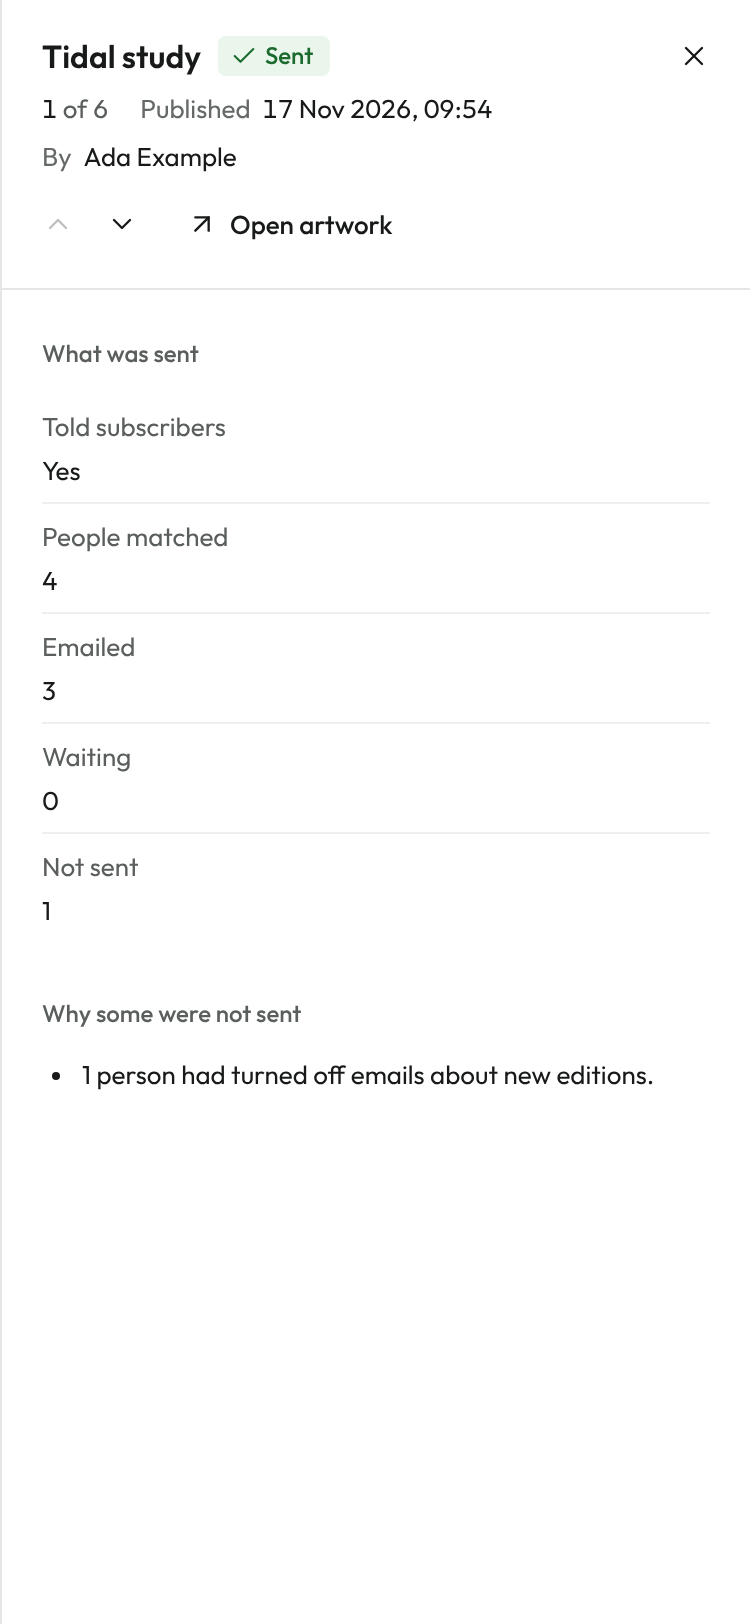 Tidal study Sent
1 of 6 Published 17 Nov 2026, 09:54
By Ada Example
Open artwork
What was sent
Told subscribers
Yes
People matched
4
Emailed
3
Waiting
0
Not sent
1
Why some were not sent
• 1 person had turned off emails about new editions.